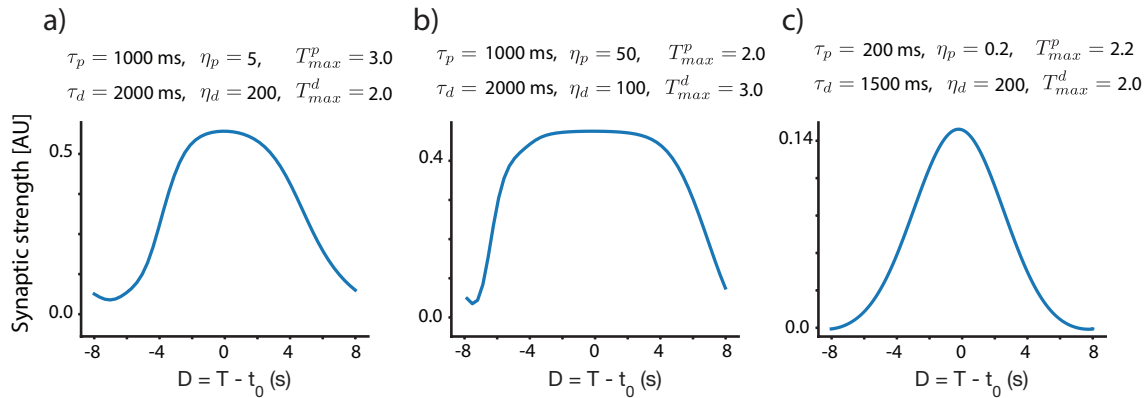 a)
τ_p = 1000 ms, η_p = 5, T^p_max = 3.0
τ_d = 2000 ms, η_d = 200, T^d_max = 2.0
Synaptic strength [AU]
0.5
0.0
-8 -4 0 4 8
D = T - t_0 (s)
b)
τ_p = 1000 ms, η_p = 50, T^p_max = 2.0
τ_d = 2000 ms, η_d = 100, T^d_max = 3.0
0.4
0.0
-8 -4 0 4 8
D = T - t_0 (s)
c)
τ_p = 200 ms, η_p = 0.2, T^p_max = 2.2
τ_d = 1500 ms, η_d = 200, T^d_max = 2.0
0.14
0.0
-8 -4 0 4 8
D = T - t_0 (s)